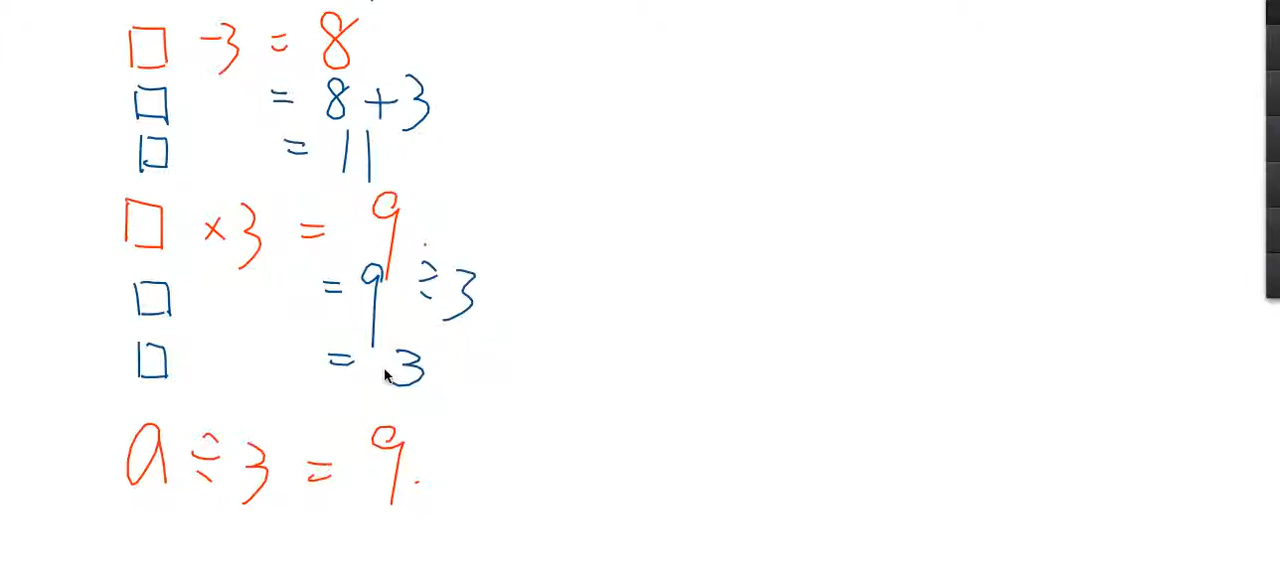 □ -3 = 8
□ = 8 + 3
□ = 11
□ × 3 = 9
□ = 9 ÷ 3
□ = 3
a ÷ 3 = 9.